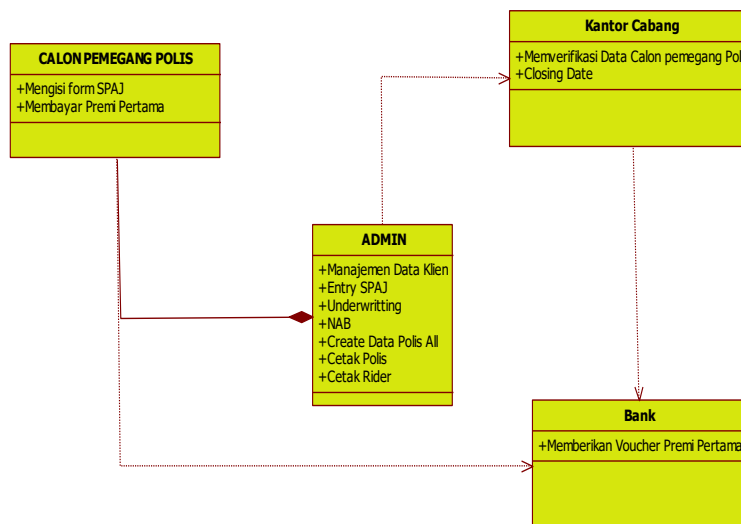 CALON PEMEGANG POLIS
+Mengisi form SPAJ
+Membayar Premi Pertama
Kantor Cabang
+Memverifikasi Data Calon pemegang Pol
+Closing Date
ADMIN
+Manajemen Data Klien
+Entry SPAJ
+Underwritting
+NAB
+Create Data Polis All
+Cetak Polis
+Cetak Rider
Bank
+Memberikan Voucher Premi Pertama